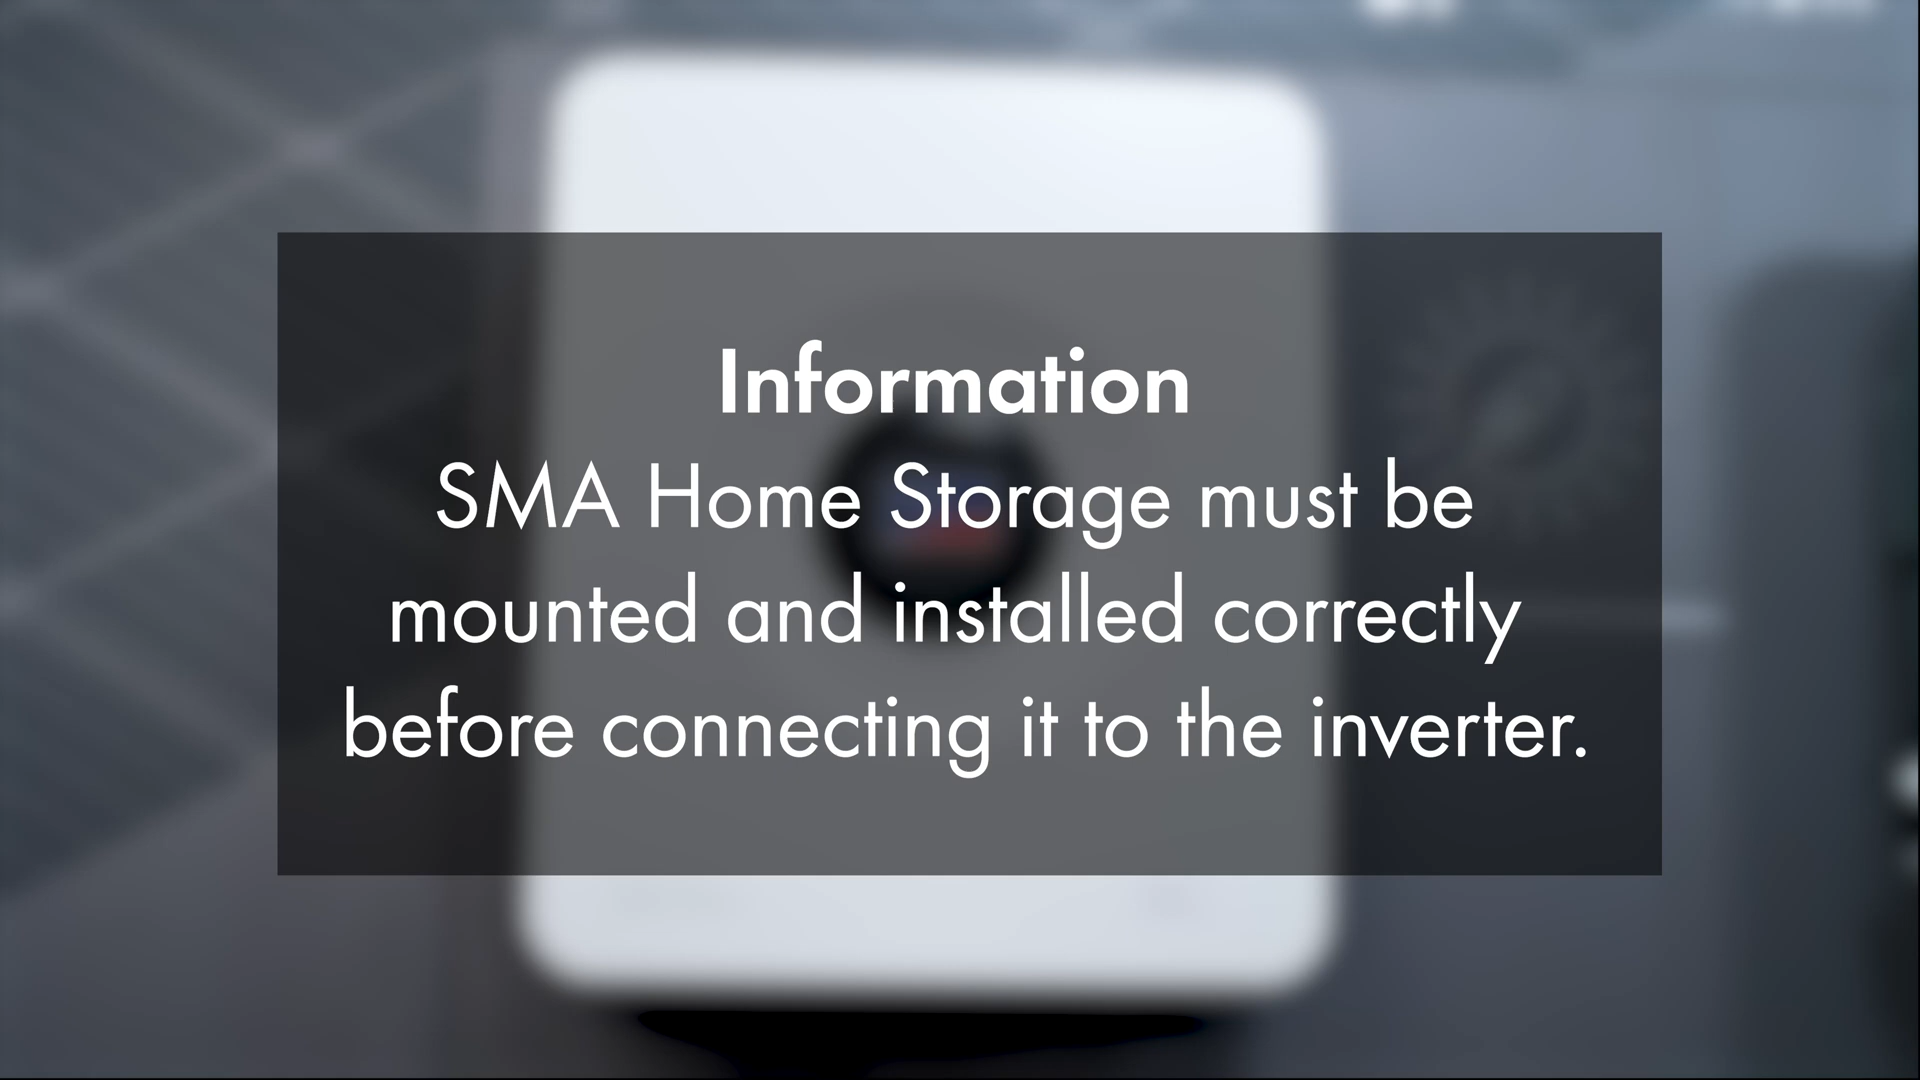 Information
SMA Home Storage must be
mounted and installed correctly
before connecting it to the inverter.